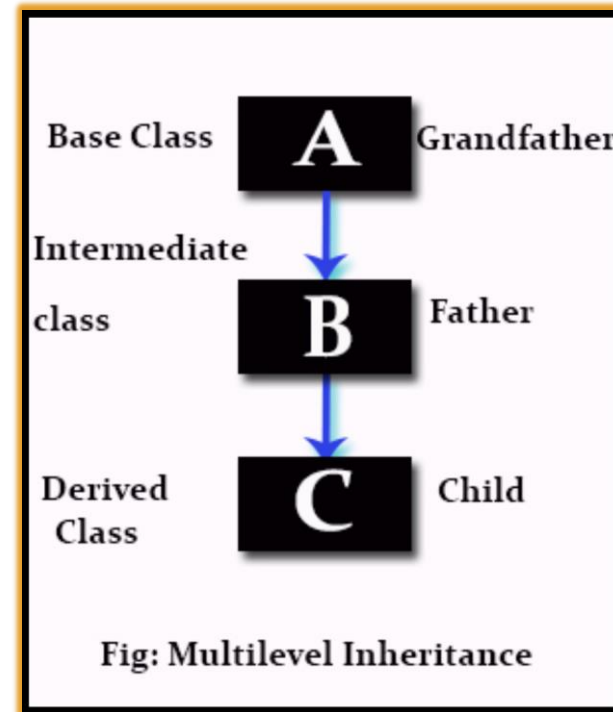 Base Class A Grandfather
Intermediate
class B Father
Derived
Class C Child
Fig: Multilevel Inheritance